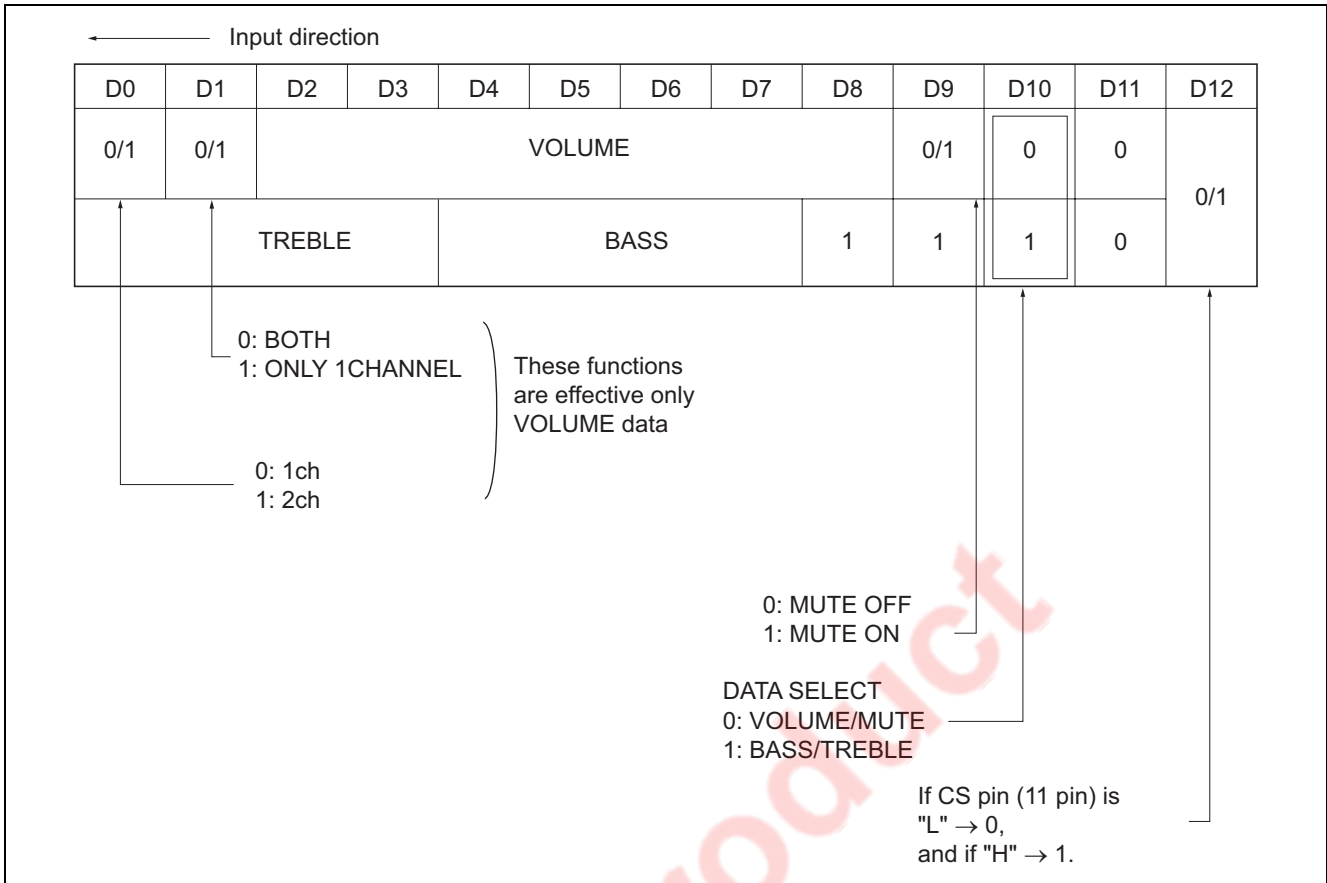 Input direction
D0 D1 D2 D3 D4 D5 D6 D7 D8 D9 D10 D11 D12
0/1 0/1 VOLUME 0/1 0 0
0/1
TREBLE BASS 1 1 1 0
0: BOTH
1: ONLY 1CHANNEL
These functions
are effective only
VOLUME data
0: 1ch
1: 2ch
0: MUTE OFF
1: MUTE ON
DATA SELECT
0: VOLUME/MUTE
1: BASS/TREBLE
If CS pin (11 pin) is
"L" → 0,
and if "H" → 1.
roduct